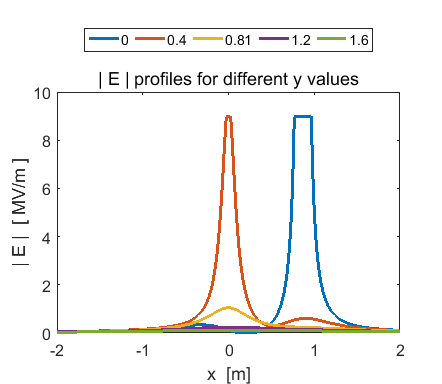 0 0.4 0.81 1.2 1.6
| E | profiles for different y values
10
8
6
4
2
0
| E | [ MV/m ]
-2 -1 0 1 2
x [m]